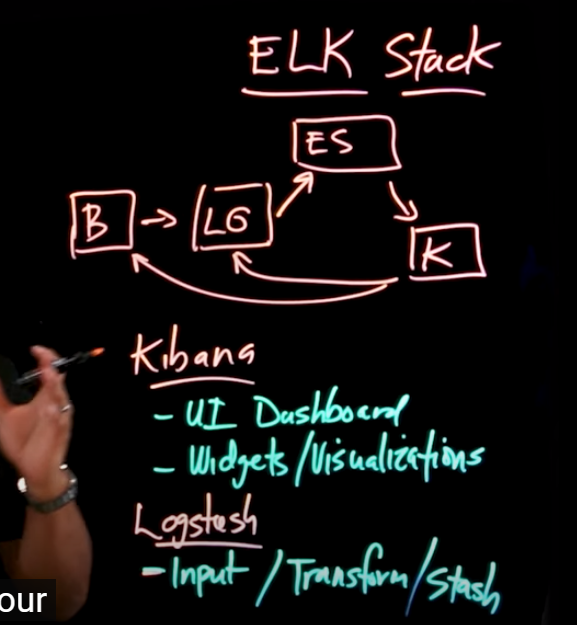 ELK Stack
ES
B
LG
K
Kibana
- UI Dashboard
- Widgets/Visualizations
Logstash
- Input / Transform / Stash
our